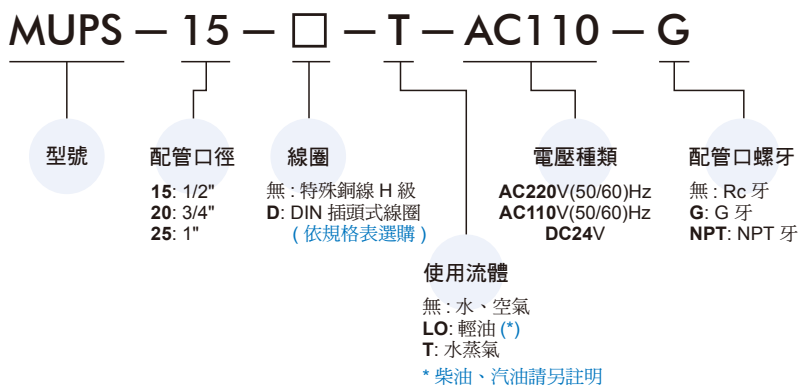 MUPS — 15 — □ — T — AC110 — G
型號
配管口徑
15: 1/2"
20: 3/4"
25: 1"
線圈
無 : 特殊銅線 H 級
D: DIN 插頭式線圈
( 依規格表選購 )
使用流體
無 : 水、空氣
LO: 輕油 (*)
T: 水蒸氣
* 柴油、汽油請另註明
電壓種類
AC220V(50/60)Hz
AC110V(50/60)Hz
DC24V
配管口螺牙
無 : Rc 牙
G: G 牙
NPT: NPT 牙